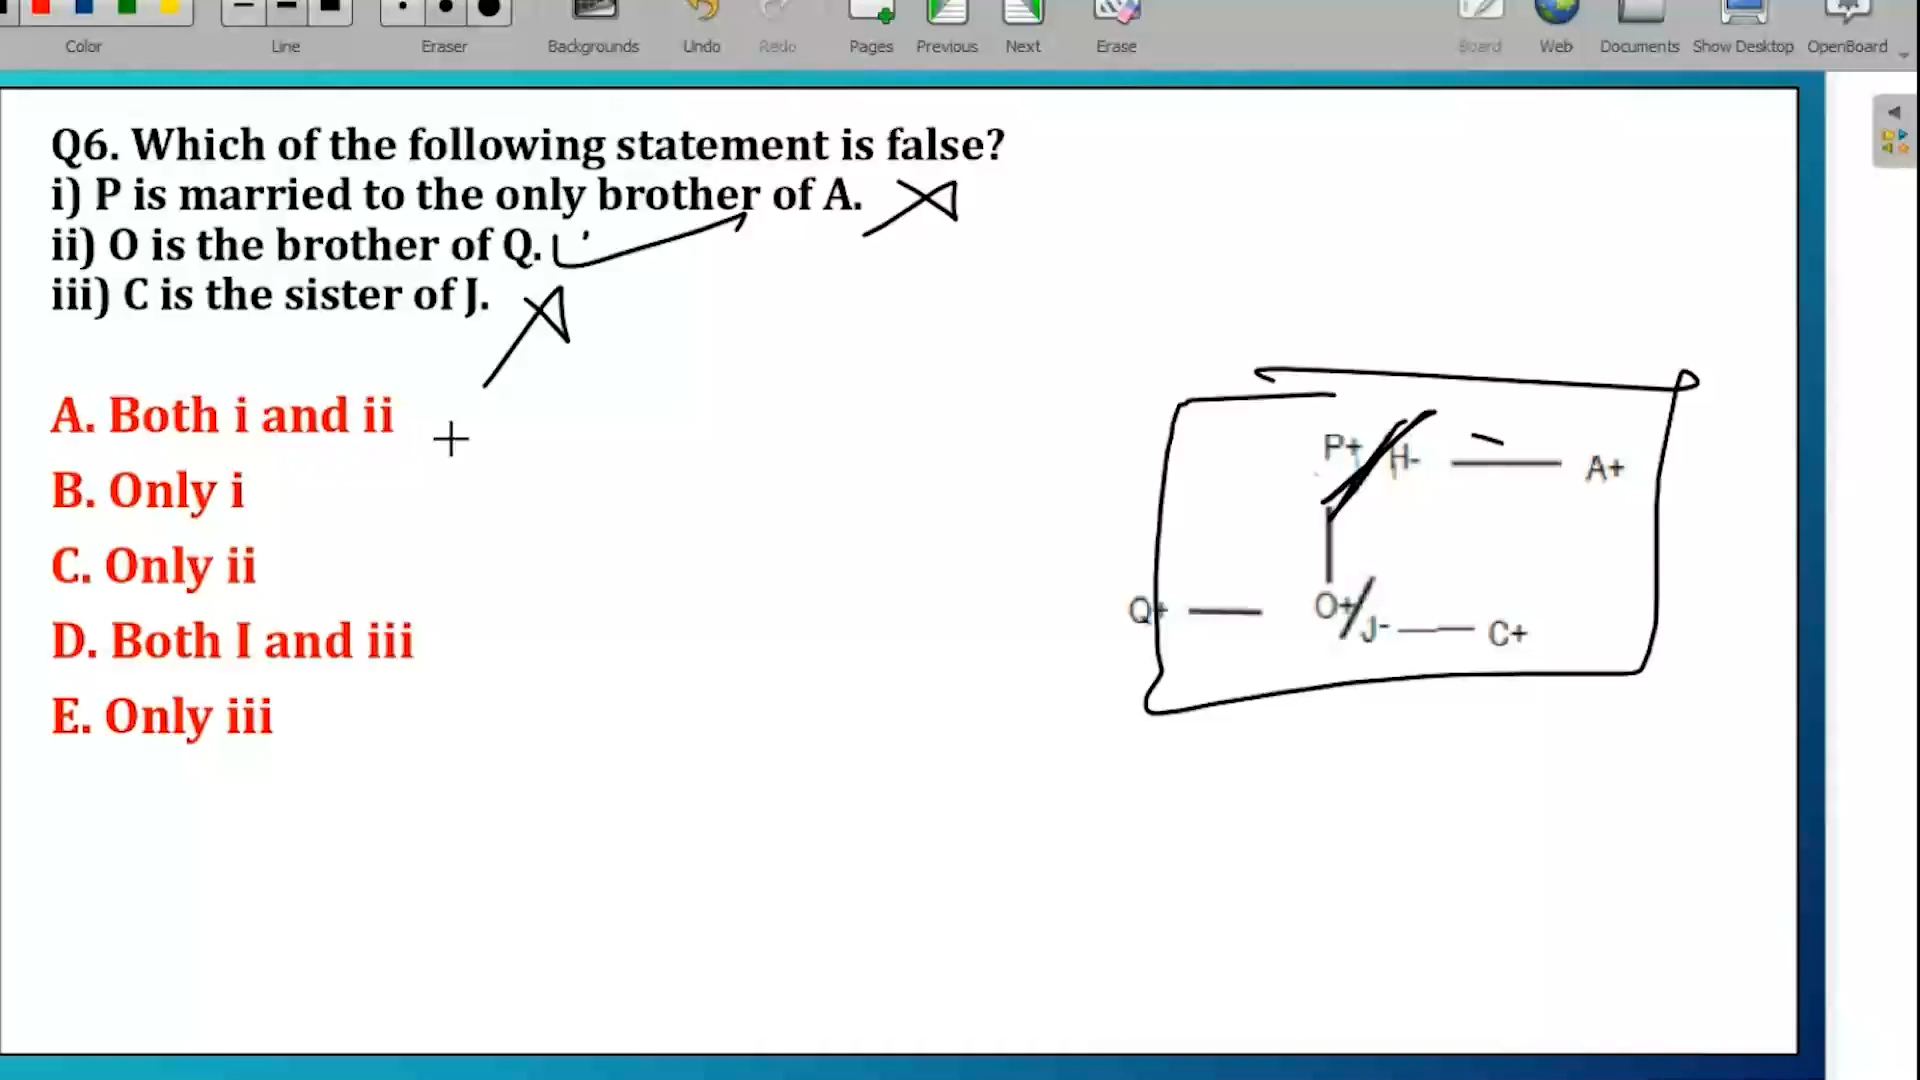 Color Line Eraser Backgrounds Undo Redo Pages Previous Next Erase Board Web Documents Show Desktop OpenBoard
Q6. Which of the following statement is false?
i) P is married to the only brother of A.
ii) O is the brother of Q.
iii) C is the sister of J.
A. Both i and ii
B. Only i
C. Only ii
D. Both I and iii
E. Only iii
P+ H- A+
Q+ O+ J- C+